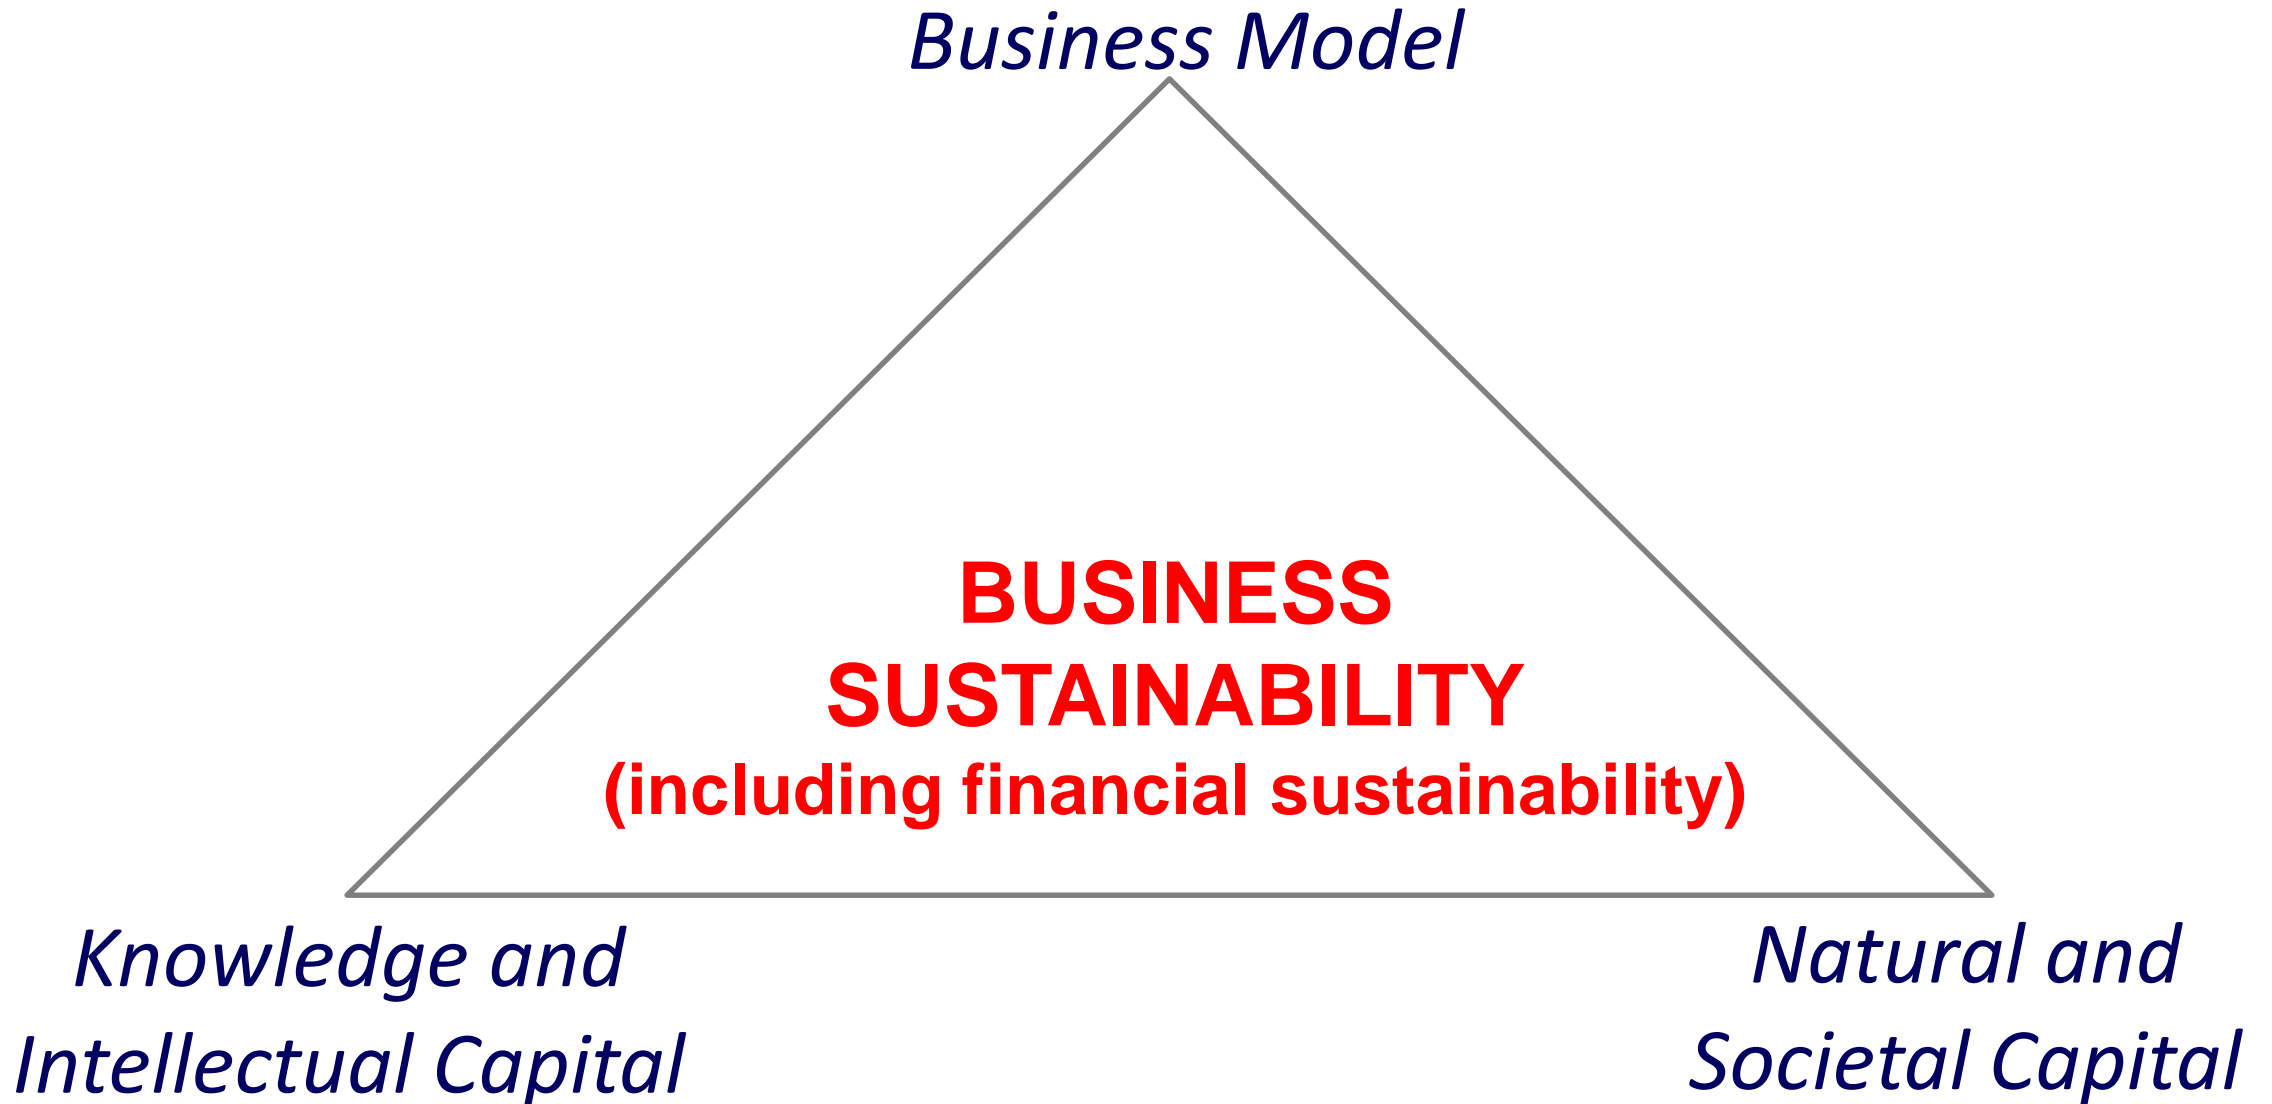 Business Model
BUSINESS
SUSTAINABILITY
(including financial sustainability)
Knowledge and
Intellectual Capital
Natural and
Societal Capital